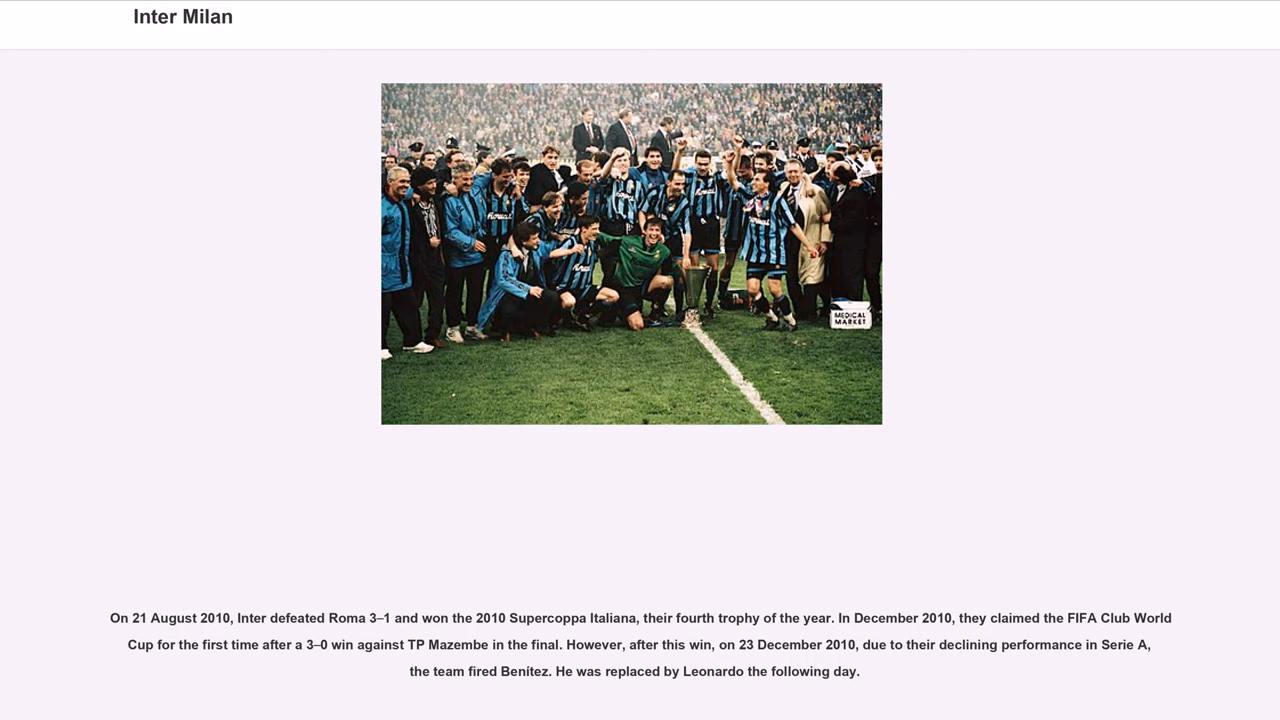 Inter Milan
MEDICAL
MARKET
On 21 August 2010, Inter defeated Roma 3–1 and won the 2010 Supercoppa Italiana, their fourth trophy of the year. In December 2010, they claimed the FIFA Club World
Cup for the first time after a 3–0 win against TP Mazembe in the final. However, after this win, on 23 December 2010, due to their declining performance in Serie A,
the team fired Benítez. He was replaced by Leonardo the following day.